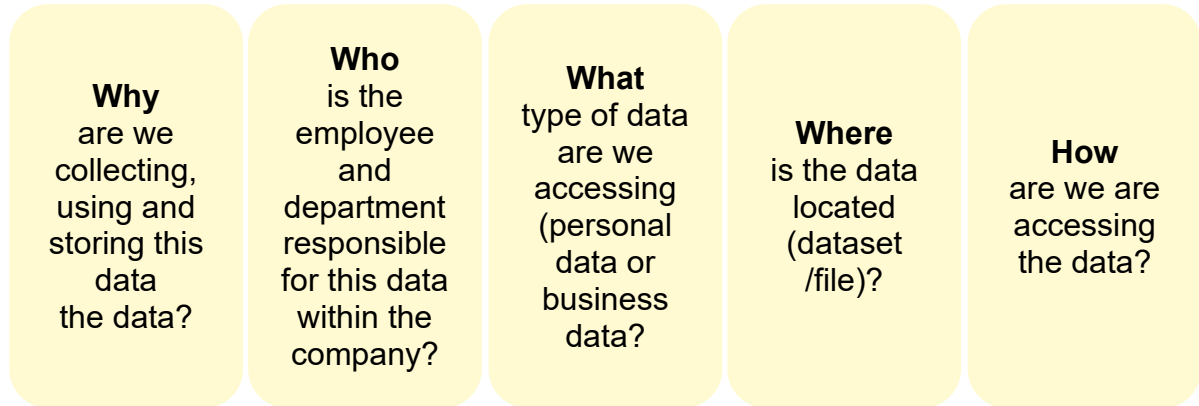 Why
are we
collecting,
using and
storing this
data
the data?
Who
is the
employee
and
department
responsible
for this data
within the
company?
What
type of data
are we
accessing
(personal
data or
business
data?
Where
is the data
located
(dataset
/file)?
How
are we are
accessing
the data?